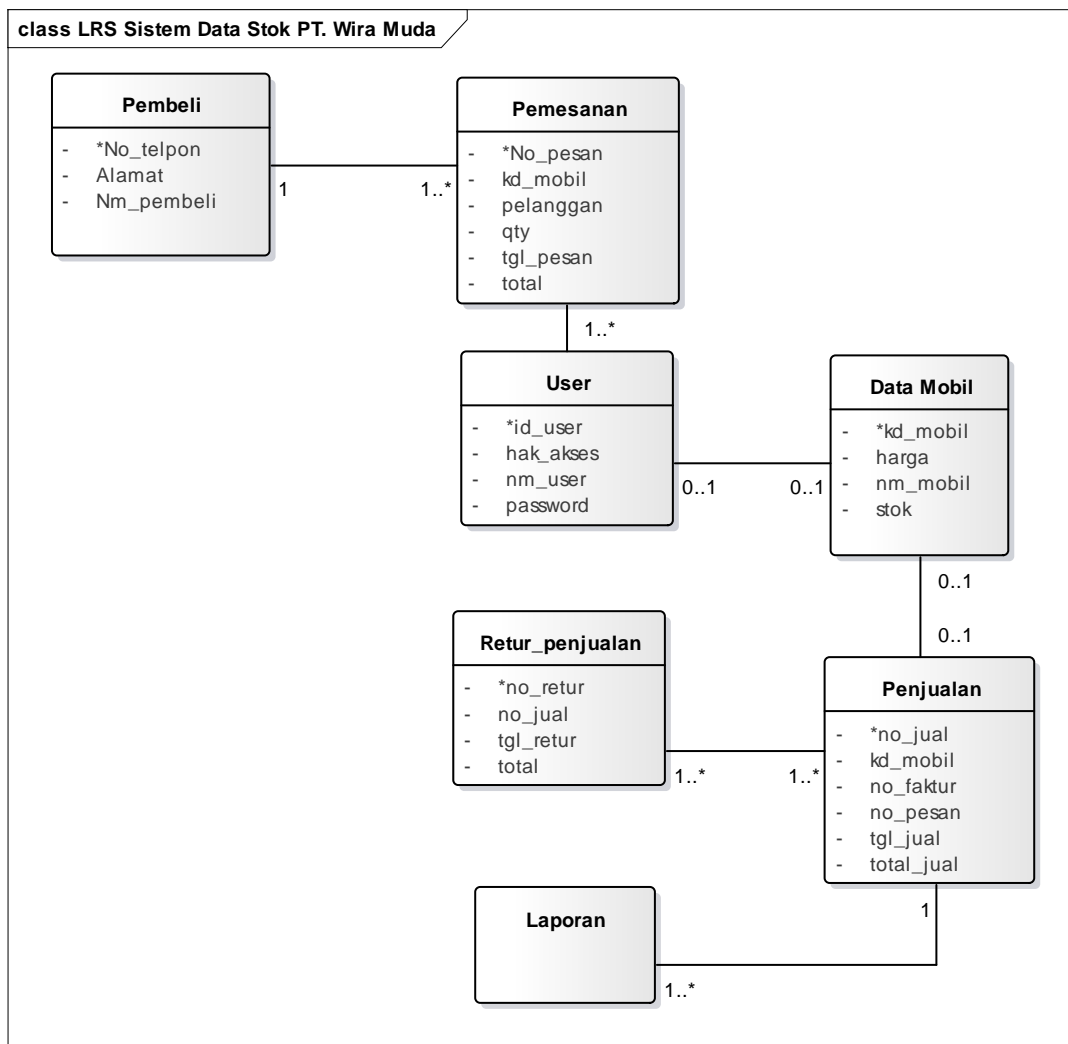 class LRS Sistem Data Stok PT. Wira Muda
Pembeli
- *No_telpon
- Alamat
- Nm_pembeli
1
1..*
Pemesanan
- *No_pesan
- kd_mobil
- pelanggan
- qty
- tgl_pesan
- total
1..*
User
- *id_user
- hak_akses
- nm_user
- password
0..1
0..1
Data Mobil
- *kd_mobil
- harga
- nm_mobil
- stok
0..1
0..1
Retur_penjualan
- *no_retur
- no_jual
- tgl_retur
- total
1..*
1..*
Penjualan
- *no_jual
- kd_mobil
- no_faktur
- no_pesan
- tgl_jual
- total_jual
1
Laporan
1..*